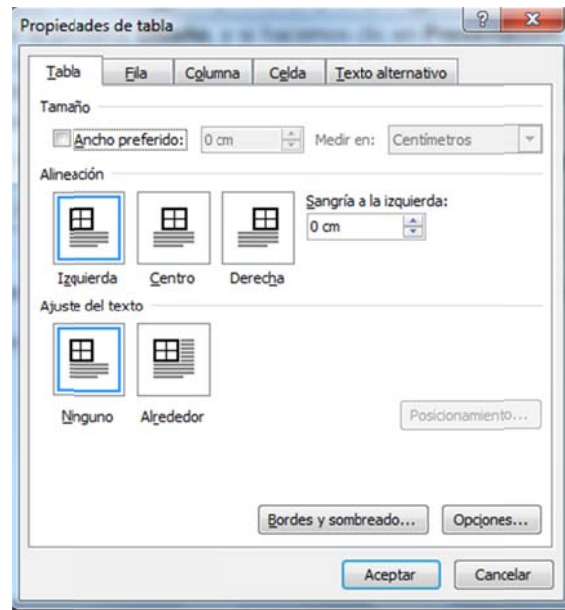 Propiedades de tabla
Tabla Fila Columna Celda Texto alternativo
Tamaño
Ancho preferido: 0 cm Medir en: Centímetros
Alineación
Sangría a la izquierda:
0 cm
Izquierda Centro Derecha
Ajuste del texto
Ninguno Alrededor
Posicionamiento...
Bordes y sombreado... Opciones...
Aceptar Cancelar